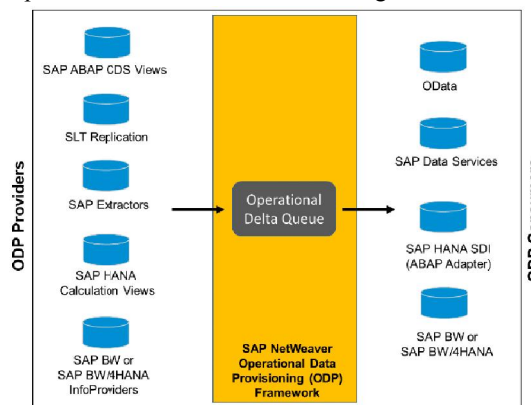 ODP Providers
SAP ABAP CDS Views
SLT Replication
SAP Extractors
SAP HANA
Calculation Views
SAP BW or
SAP BW/4HANA
InfoProviders
Operational
Delta Queue
SAP NetWeaver
Operational Data
Provisioning (ODP)
Framework
OData
SAP Data Services
SAP HANA SDI
(ABAP Adapter)
SAP BW or
SAP BW/4HANA